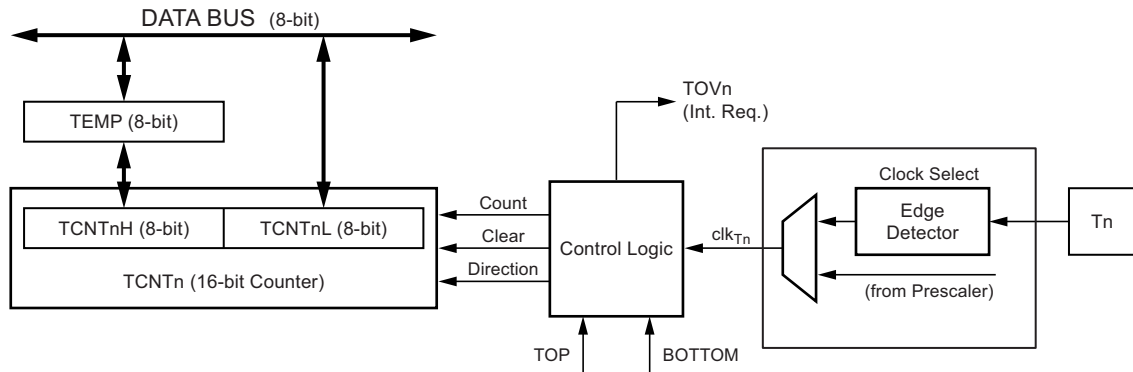 DATA BUS (8-bit)
TEMP (8-bit)
TCNTnH (8-bit)
TCNTnL (8-bit)
TCNTn (16-bit Counter)
Count
Clear
Direction
Control Logic
TOVn
(Int. Req.)
TOP
BOTTOM
clkTn
Clock Select
Edge
Detector
(from Prescaler)
Tn